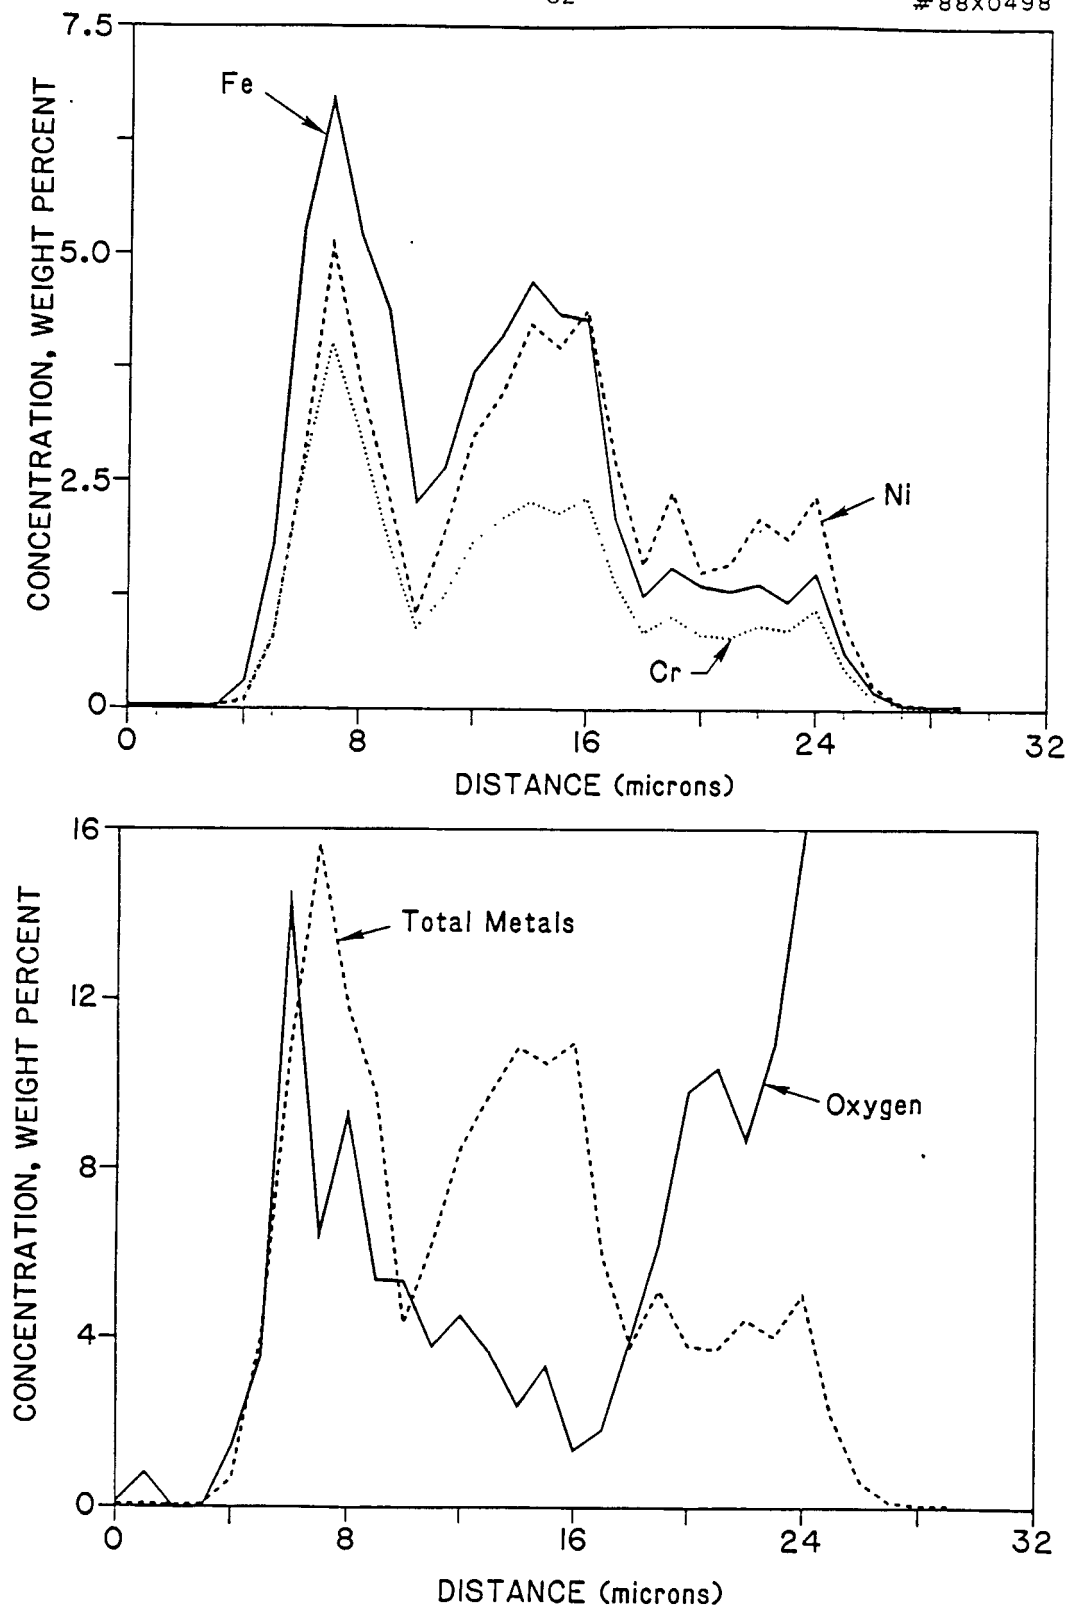 #88X0498
7.5
Fe
5.0
2.5
Ni
Cr
0
0 8 16 24 32
CONCENTRATION, WEIGHT PERCENT
DISTANCE (microns)
16
Total Metals
12
Oxygen
8
4
0
0 8 16 24 32
CONCENTRATION, WEIGHT PERCENT
DISTANCE (microns)